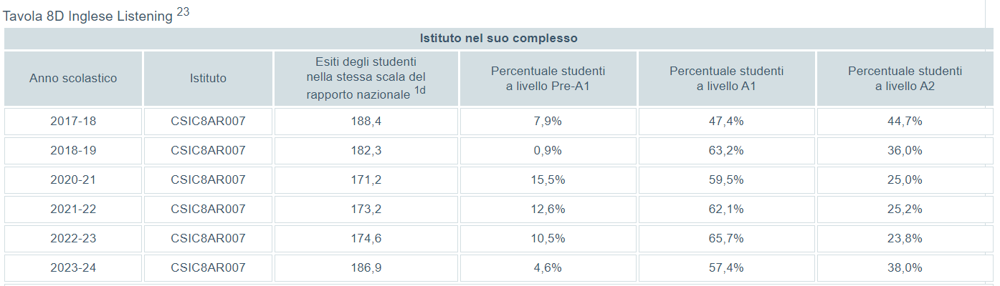 Tavola 8D Inglese Listening 23
Istituto nel suo complesso
Anno scolastico Istituto Esiti degli studenti nella stessa scala del rapporto nazionale 1d Percentuale studenti a livello Pre-A1 Percentuale studenti a livello A1 Percentuale studenti a livello A2
2017-18 CSIC8AR007 188,4 7,9% 47,4% 44,7%
2018-19 CSIC8AR007 182,3 0,9% 63,2% 36,0%
2020-21 CSIC8AR007 171,2 15,5% 59,5% 25,0%
2021-22 CSIC8AR007 173,2 12,6% 62,1% 25,2%
2022-23 CSIC8AR007 174,6 10,5% 65,7% 23,8%
2023-24 CSIC8AR007 186,9 4,6% 57,4% 38,0%